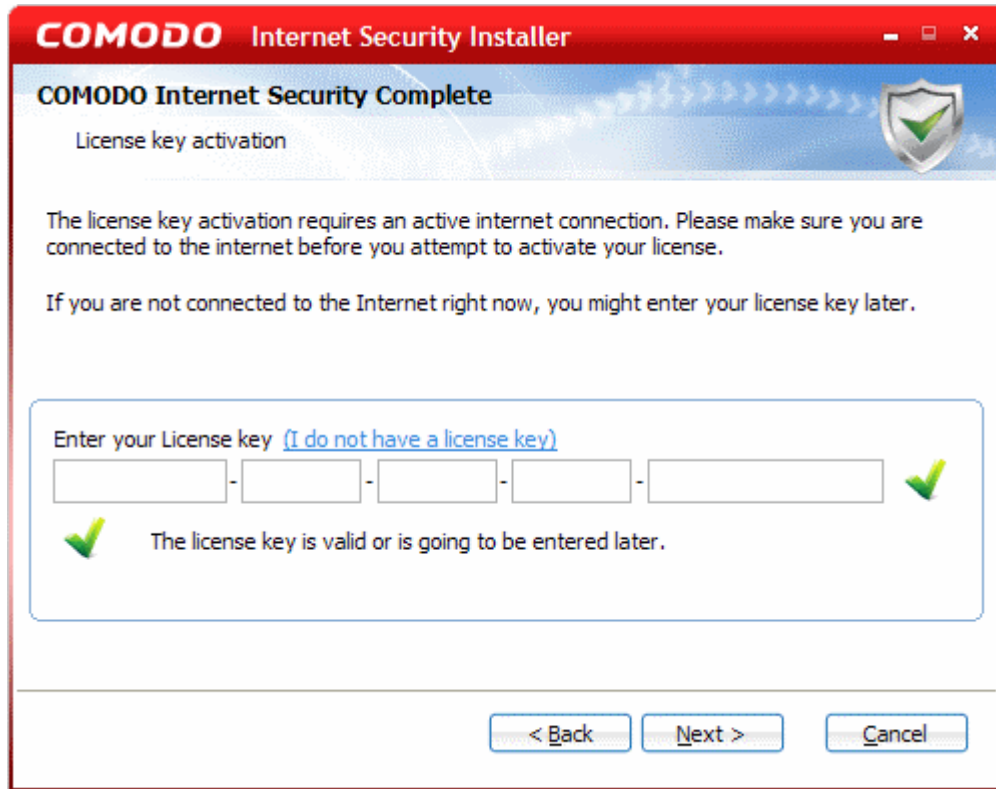 COMODO Internet Security Installer
COMODO Internet Security Complete
License key activation
The license key activation requires an active internet connection. Please make sure you are
connected to the internet before you attempt to activate your license.
If you are not connected to the Internet right now, you might enter your license key later.
Enter your License key (I do not have a license key)
- - - -
The license key is valid or is going to be entered later.
< Back Next > Cancel